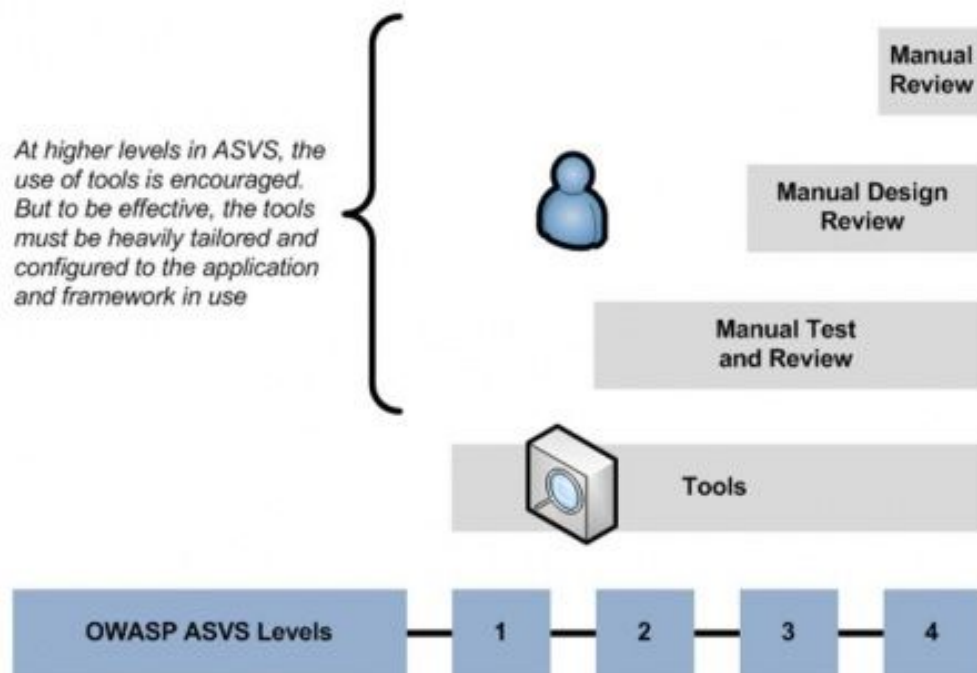 Manual
Review
At higher levels in ASVS, the
use of tools is encouraged.
But to be effective, the tools
must be heavily tailored and
configured to the application
and framework in use
Manual Design
Review
Manual Test
and Review
Tools
OWASP ASVS Levels
1
2
3
4